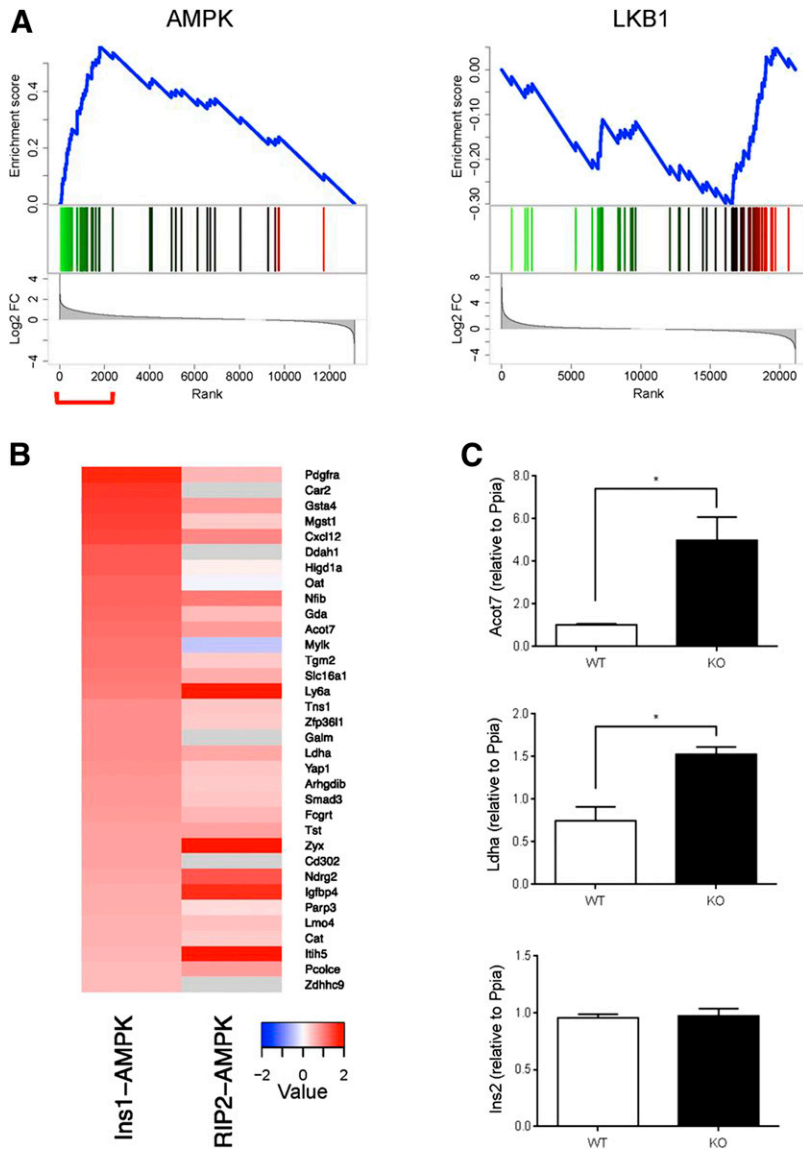 A
AMPK
LKB1
Enrichment score
0.4
0.2
0.0
Log2 FC
4
2
0
−4
0
2000
4000
6000
8000
10000
12000
Rank
Enrichment score
0.00
-0.10
-0.20
-0.30
Log2 FC
8
4
0
−4
0
5000
10000
15000
20000
Rank
B
Pdgfra
Car2
Gsta4
Mgst1
Cxcl12
Ddah1
Higd1a
Oat
Nfib
Gda
Acot7
Mylk
Tgm2
Slc16a1
Ly6a
Tns1
Zfp36l1
Galm
Ldha
Yap1
Arhgdib
Smad3
Fcgrt
Tst
Zyx
Cd302
Ndrg2
Igfbp4
Parp3
Lmo4
Cat
Itih5
Pcolce
Zdhhc9
Ins1−AMPK
RIP2−AMPK
−2
0
2
Value
C
Acot7 (relative to Ppia)
8.0
6.0
4.0
2.0
0.0
*
WT
KO
Ldha (relative to Ppia)
2.0
1.5
1.0
0.5
0.0
*
WT
KO
Ins2 (relative to Ppia)
1.5
1.0
0.5
0.0
WT
KO